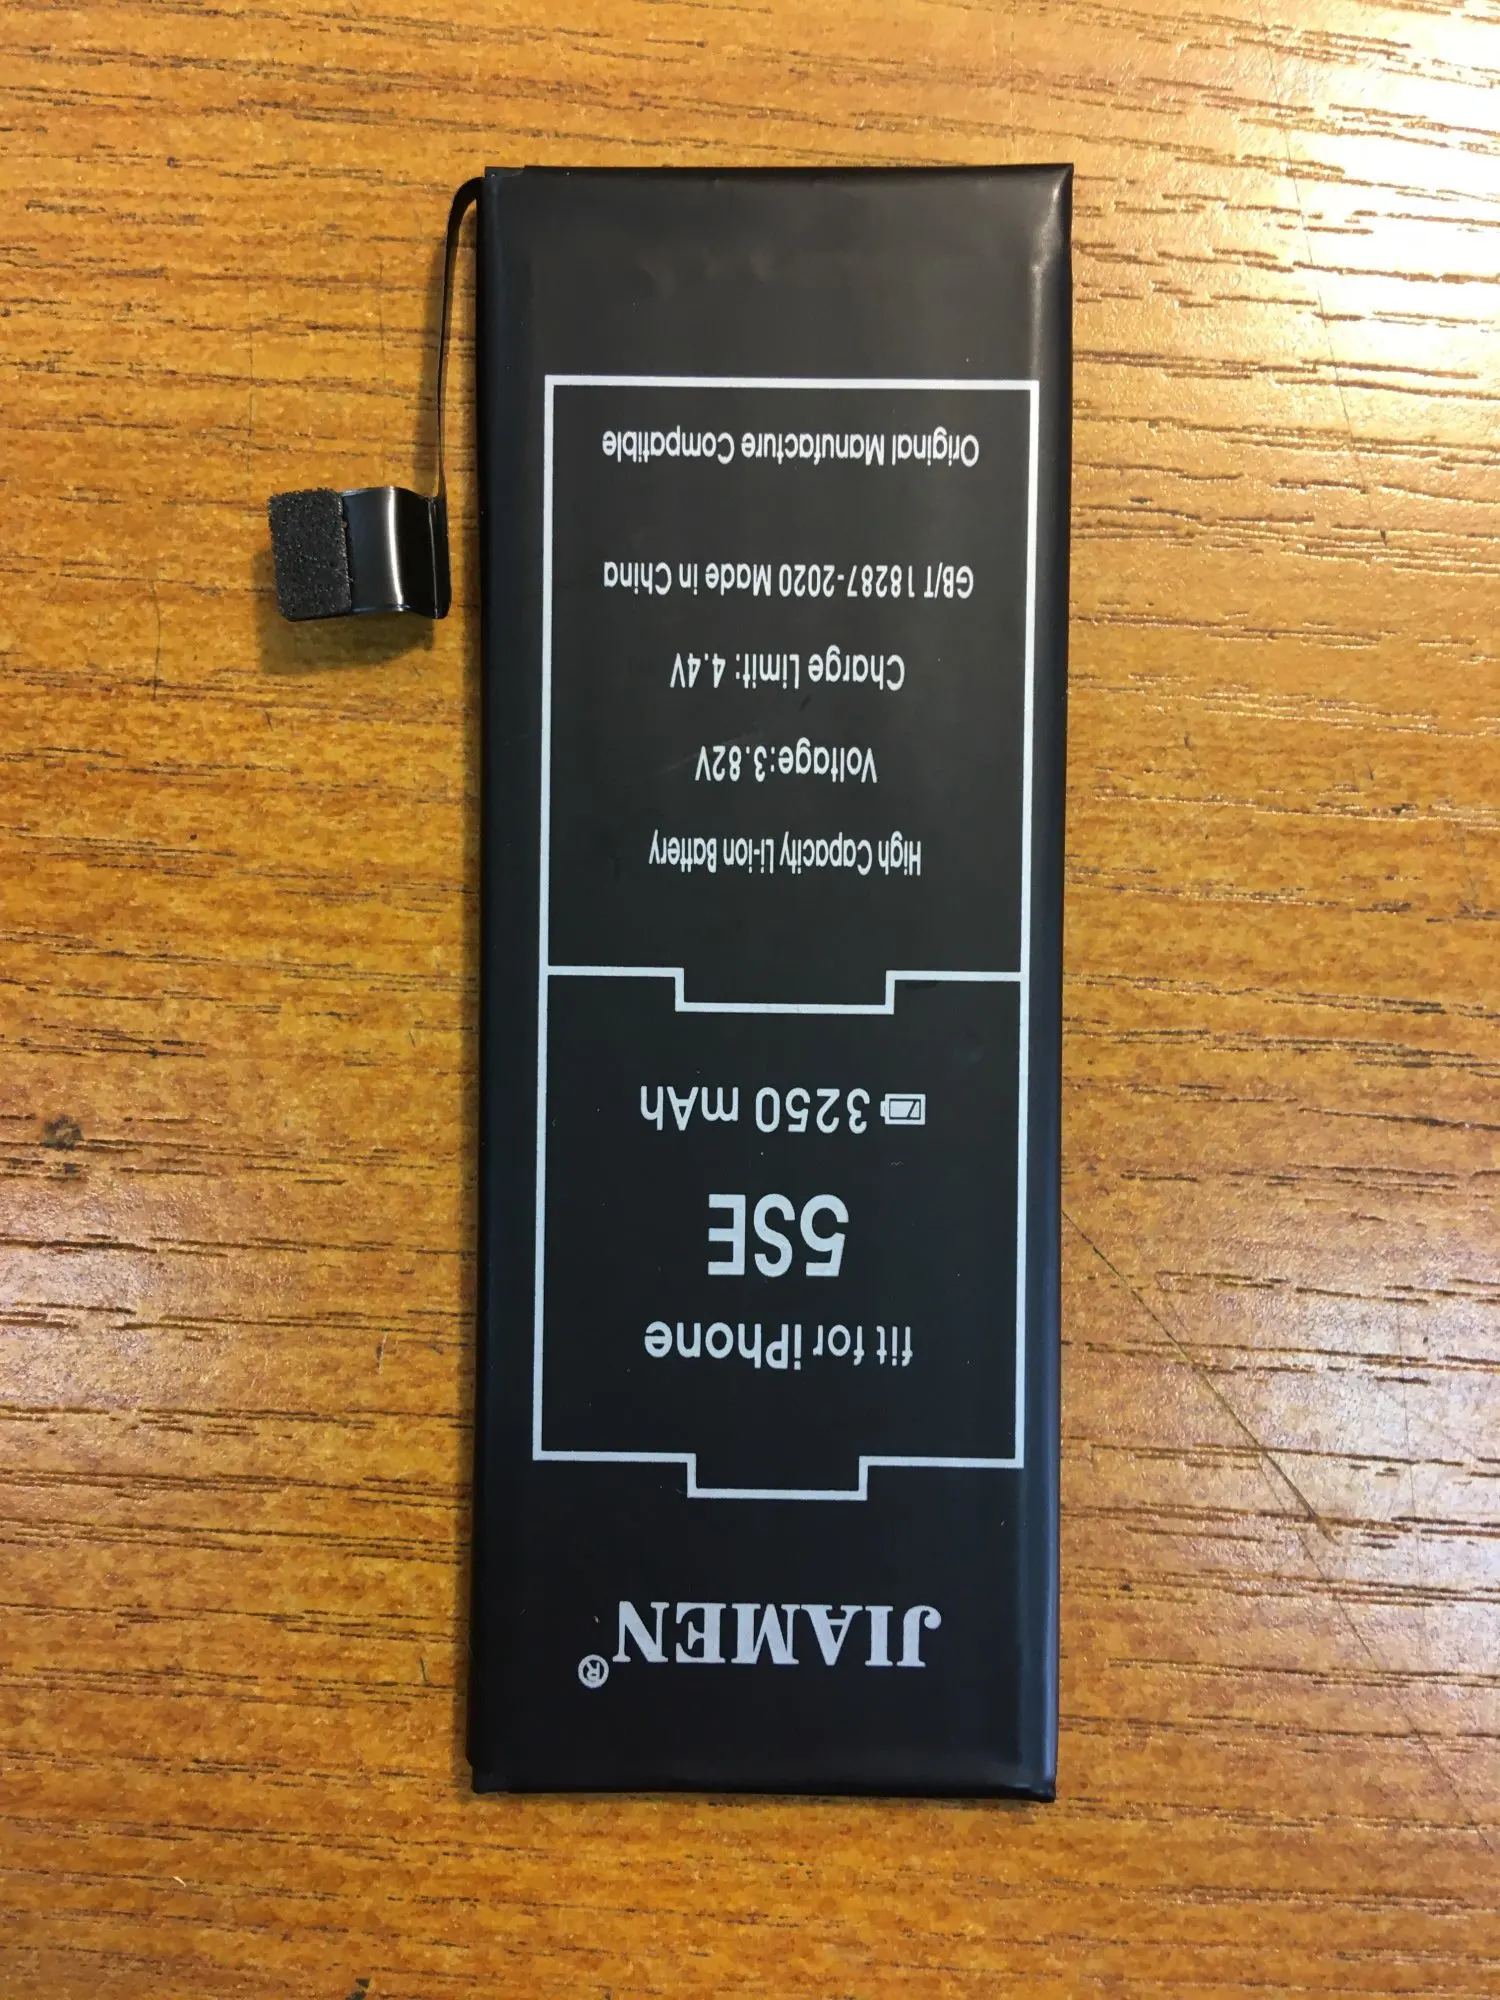 JIAMEN®
fit for iPhone
5SE
3250 mAh
High Capacity Li-ion Battery
Voltage:3.82V
Charge Limit: 4.4V
GB/T 18287-2020 Made in China
Original Manufacture Compatible